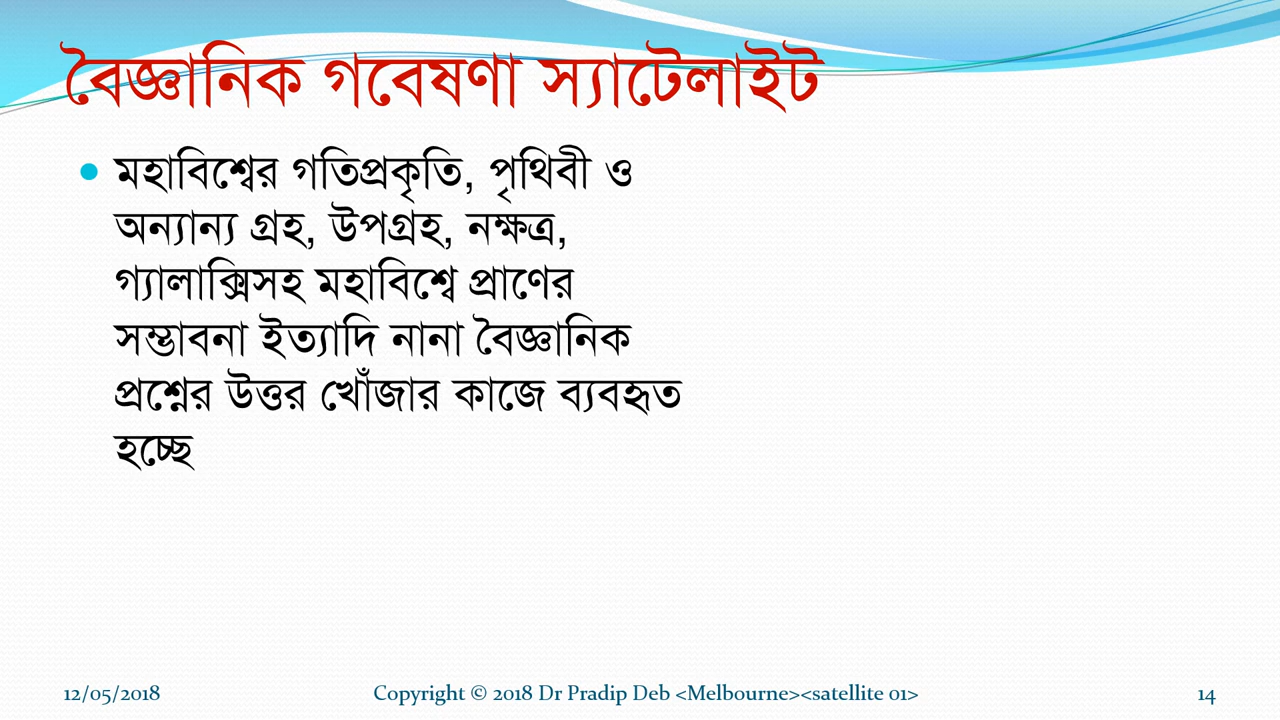 বৈজ্ঞানিক গবেষণা স্যাটেলাইট
মহাবিশ্বের গতিপ্রকৃতি, পৃথিবী ও
অন্যান্য গ্রহ, উপগ্রহ, নক্ষত্র,
গ্যালাক্সিসহ মহাবিশ্বে প্রাণের
সম্ভাবনা ইত্যাদি নানা বৈজ্ঞানিক
প্রশ্নের উত্তর খোঁজার কাজে ব্যবহৃত
হচ্ছে
12/05/2018 Copyright © 2018 Dr Pradip Deb <Melbourne><satellite 01> 14